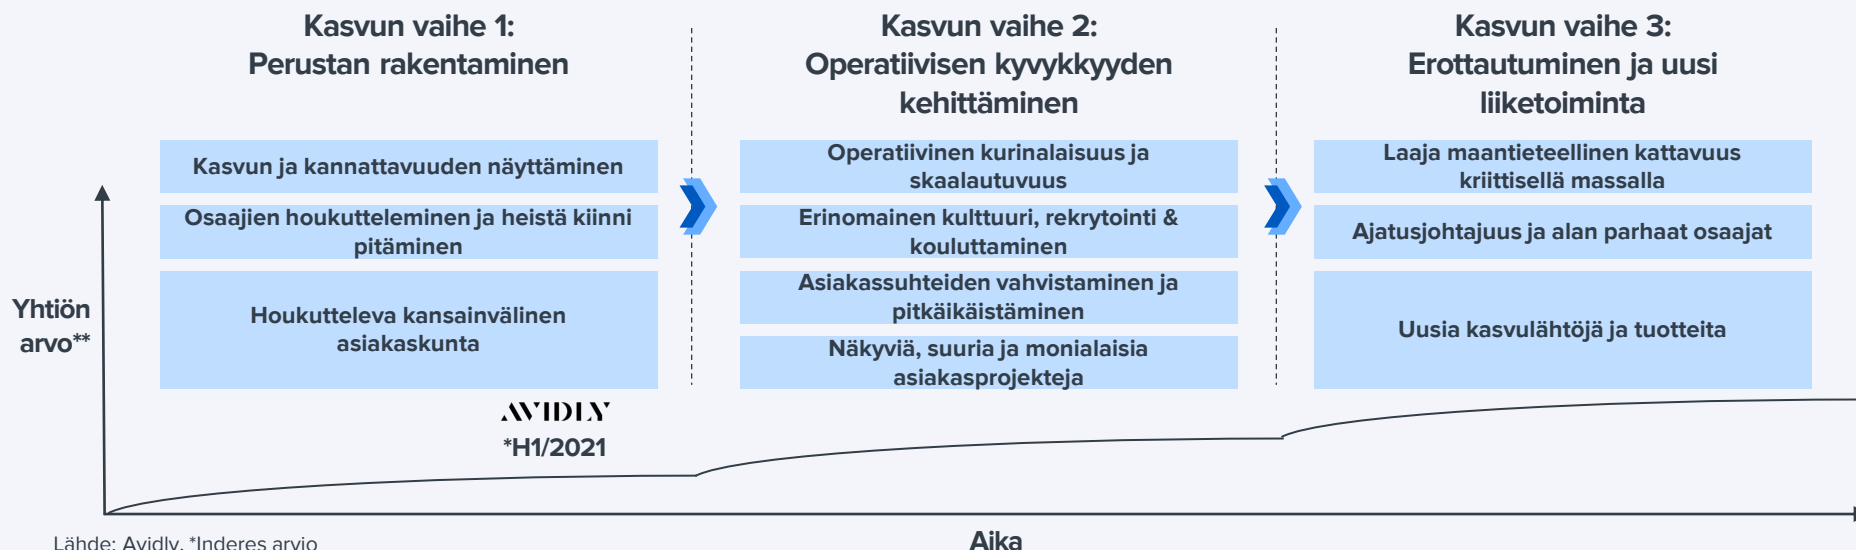 Kasvun vaihe 1:
Perustan rakentaminen
Kasvun vaihe 2:
Operatiivisen kyvykkyyden
kehittäminen
Kasvun vaihe 3:
Erottautuminen ja uusi
liiketoiminta
Kasvun ja kannattavuuden näyttäminen
Osaajien houkutteleminen ja heistä kiinni
pitäminen
Houkutteleva kansainvälinen
asiakaskunta
Operatiivinen kurinalaisuus ja
skaalautuvuus
Erinomainen kulttuuri, rekrytointi &
kouluttaminen
Asiakassuhteiden vahvistaminen ja
pitkäikäistäminen
Näkyviä, suuria ja monialaisia
asiakasprojekteja
Laaja maantieteellinen kattavuus
kriittisellä massalla
Ajatusjohtajuus ja alan parhaat osaajat
Uusia kasvulähtöjä ja tuotteita
Yhtiön
arvo**
AVIDLY
*H1/2021
Aika
Lähde: Avidly, *Inderes arvio